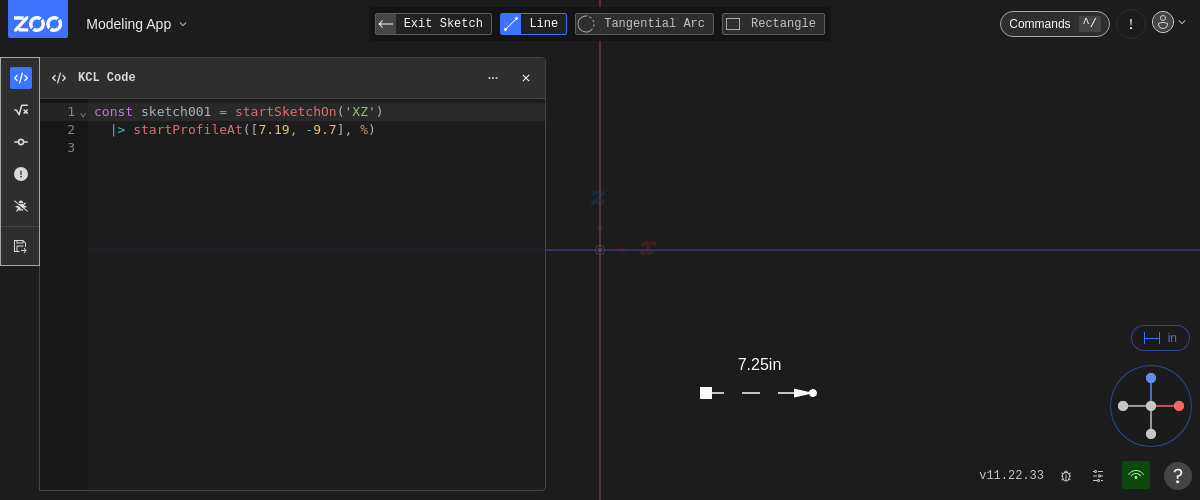 ZOO
Modeling App
Exit Sketch
Line
Tangential Arc
Rectangle
Commands ^/
!
KCL Code
1 const sketch001 = startSketchOn('XZ')
2 |> startProfileAt([7.19, -9.7], %)
3
z
x
in
7.25in
v11.22.33
?